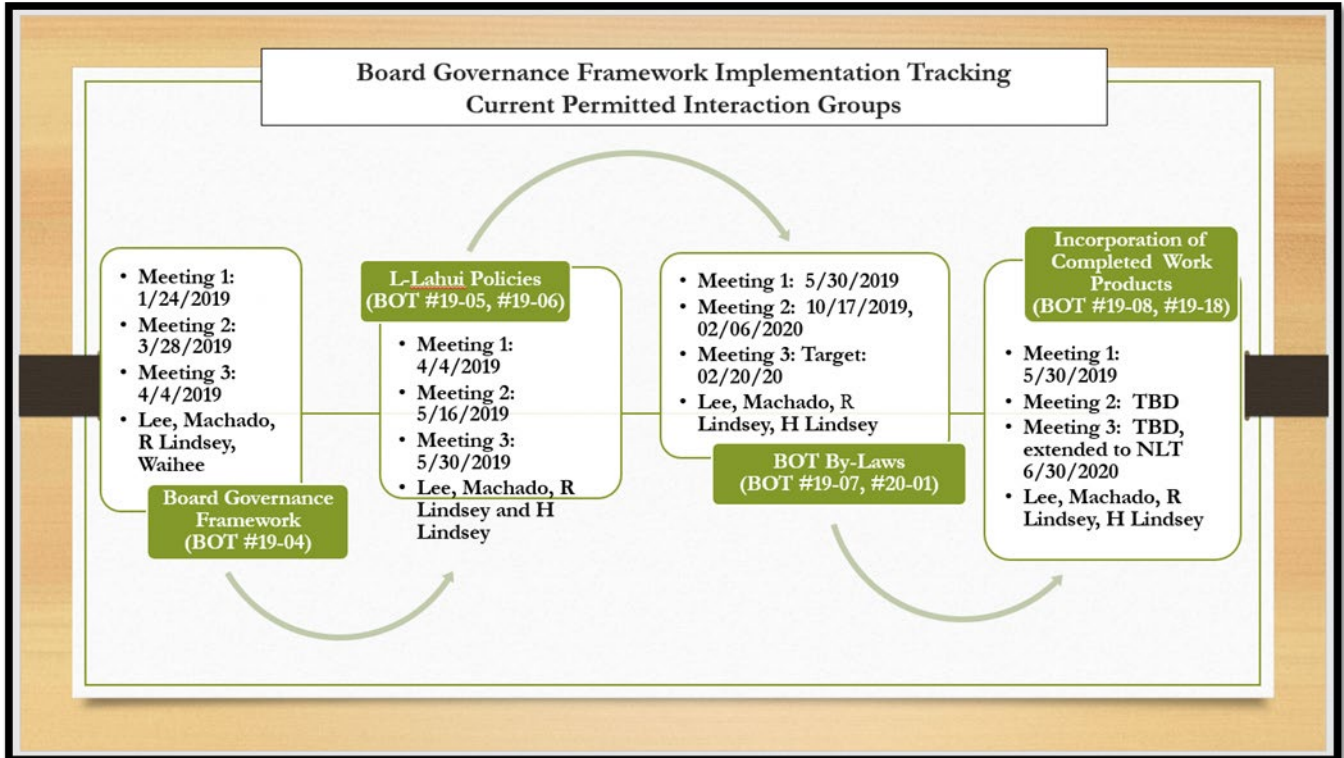 Board Governance Framework Implementation Tracking
Current Permitted Interaction Groups
• Meeting 1:
1/24/2019
• Meeting 2:
3/28/2019
• Meeting 3:
4/4/2019
• Lee, Machado,
R Lindsey,
Waihee
Board Governance
Framework
(BOT #19-04)
L-Lahui Policies
(BOT #19-05, #19-06)
• Meeting 1:
4/4/2019
• Meeting 2:
5/16/2019
• Meeting 3:
5/30/2019
• Lee, Machado, R
Lindsey and H
Lindsey
• Meeting 1: 5/30/2019
• Meeting 2: 10/17/2019,
02/06/2020
• Meeting 3: Target:
02/20/20
• Lee, Machado, R
Lindsey, H Lindsey
BOT By-Laws
(BOT #19-07, #20-01)
Incorporation of
Completed Work
Products
(BOT #19-08, #19-18)
• Meeting 1:
5/30/2019
• Meeting 2: TBD
• Meeting 3: TBD,
extended to NLT
6/30/2020
• Lee, Machado, R
Lindsey, H Lindsey